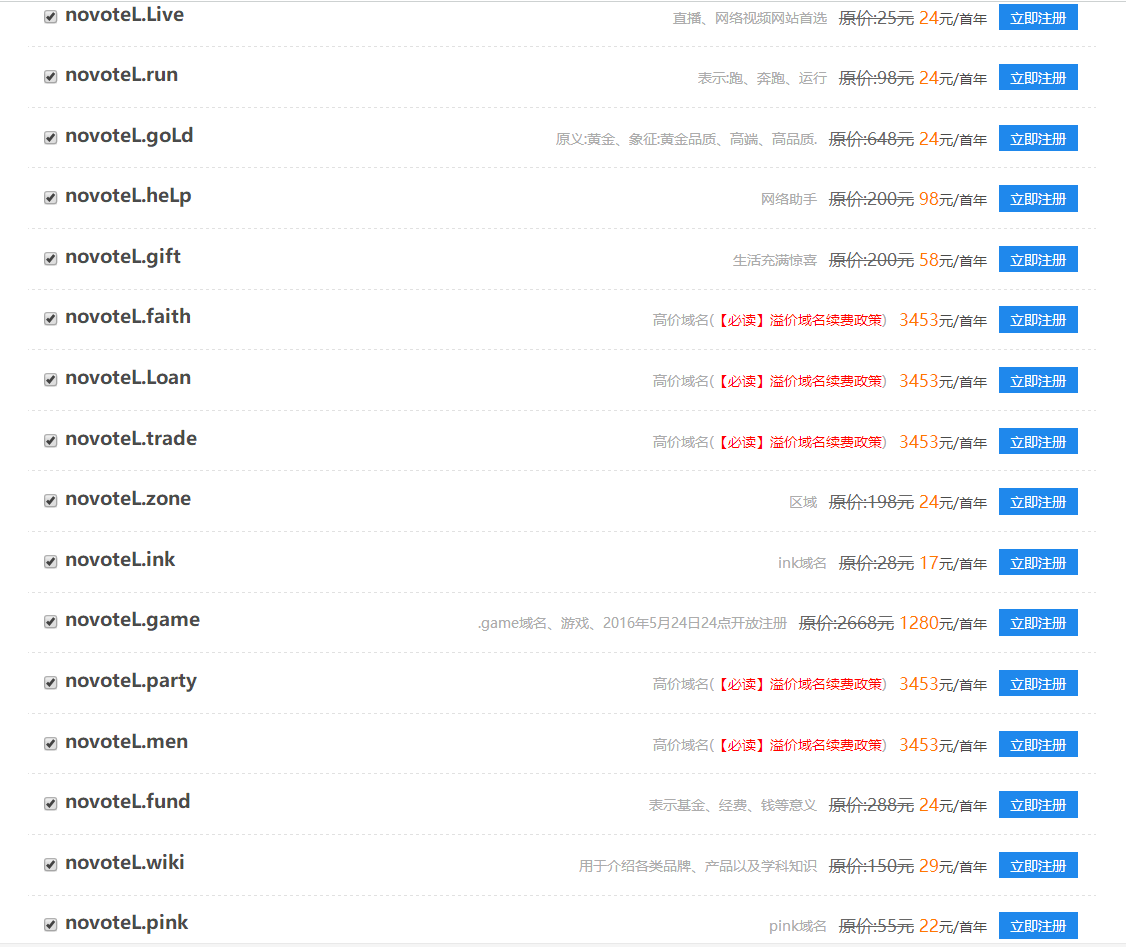 novoteL.Live 直播、网络视频网站首选 原价:25元 24元/首年 立即注册
novoteL.run 表示:跑、奔跑、运行 原价:98元 24元/首年 立即注册
novoteL.goLd 原义:黄金、象征:黄金品质、高端、高品质. 原价:648元 24元/首年 立即注册
novoteL.heLp 网络助手 原价:200元 98元/首年 立即注册
novoteL.gift 生活充满惊喜 原价:200元 58元/首年 立即注册
novoteL.faith 高价域名(【必读】溢价域名续费政策) 3453元/首年 立即注册
novoteL.Loan 高价域名(【必读】溢价域名续费政策) 3453元/首年 立即注册
novoteL.trade 高价域名(【必读】溢价域名续费政策) 3453元/首年 立即注册
novoteL.zone 区域 原价:198元 24元/首年 立即注册
novoteL.ink ink域名 原价:28元 17元/首年 立即注册
novoteL.game .game域名、游戏、2016年5月24日24点开放注册 原价:2668元 1280元/首年 立即注册
novoteL.party 高价域名(【必读】溢价域名续费政策) 3453元/首年 立即注册
novoteL.men 高价域名(【必读】溢价域名续费政策) 3453元/首年 立即注册
novoteL.fund 表示基金、经费、钱等意义 原价:288元 24元/首年 立即注册
novoteL.wiki 用于介绍各类品牌、产品以及学科知识 原价:150元 29元/首年 立即注册
novoteL.pink pink域名 原价:55元 22元/首年 立即注册